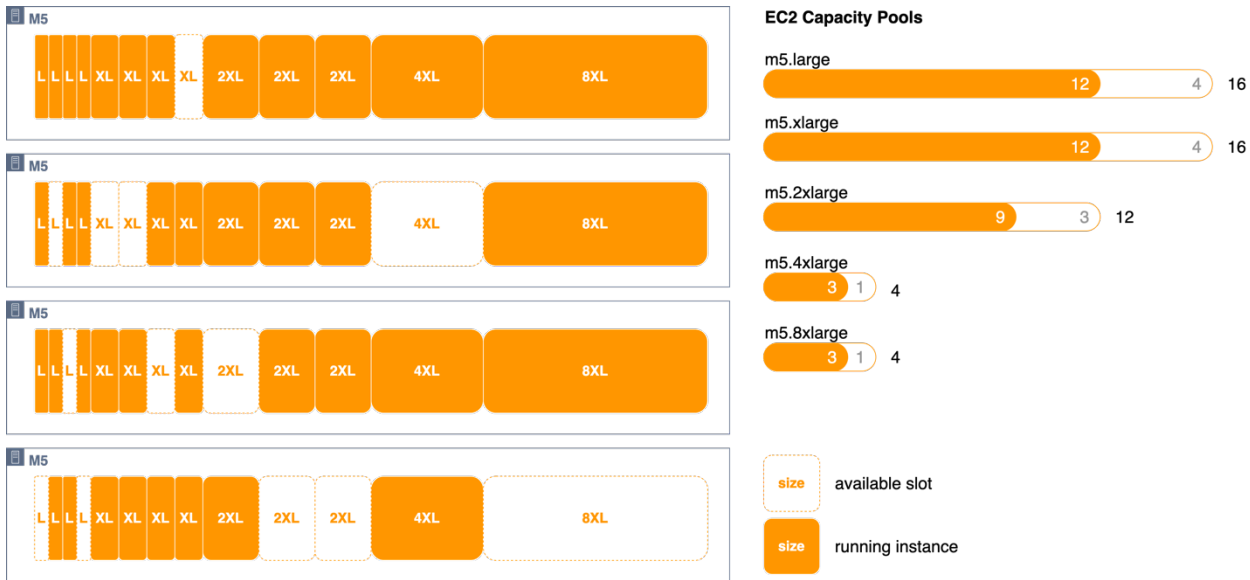 M5
L L L L XL XL XL XL 2XL 2XL 2XL 4XL 8XL
M5
L L L L XL XL XL XL 2XL 2XL 2XL 4XL 8XL
M5
L L L L XL XL XL XL 2XL 2XL 2XL 4XL 8XL
M5
L L L L XL XL XL XL 2XL 2XL 2XL 4XL 8XL
EC2 Capacity Pools
m5.large
12 4 16
m5.xlarge
12 4 16
m5.2xlarge
9 3 12
m5.4xlarge
3 1 4
m5.8xlarge
3 1 4
size available slot
size running instance